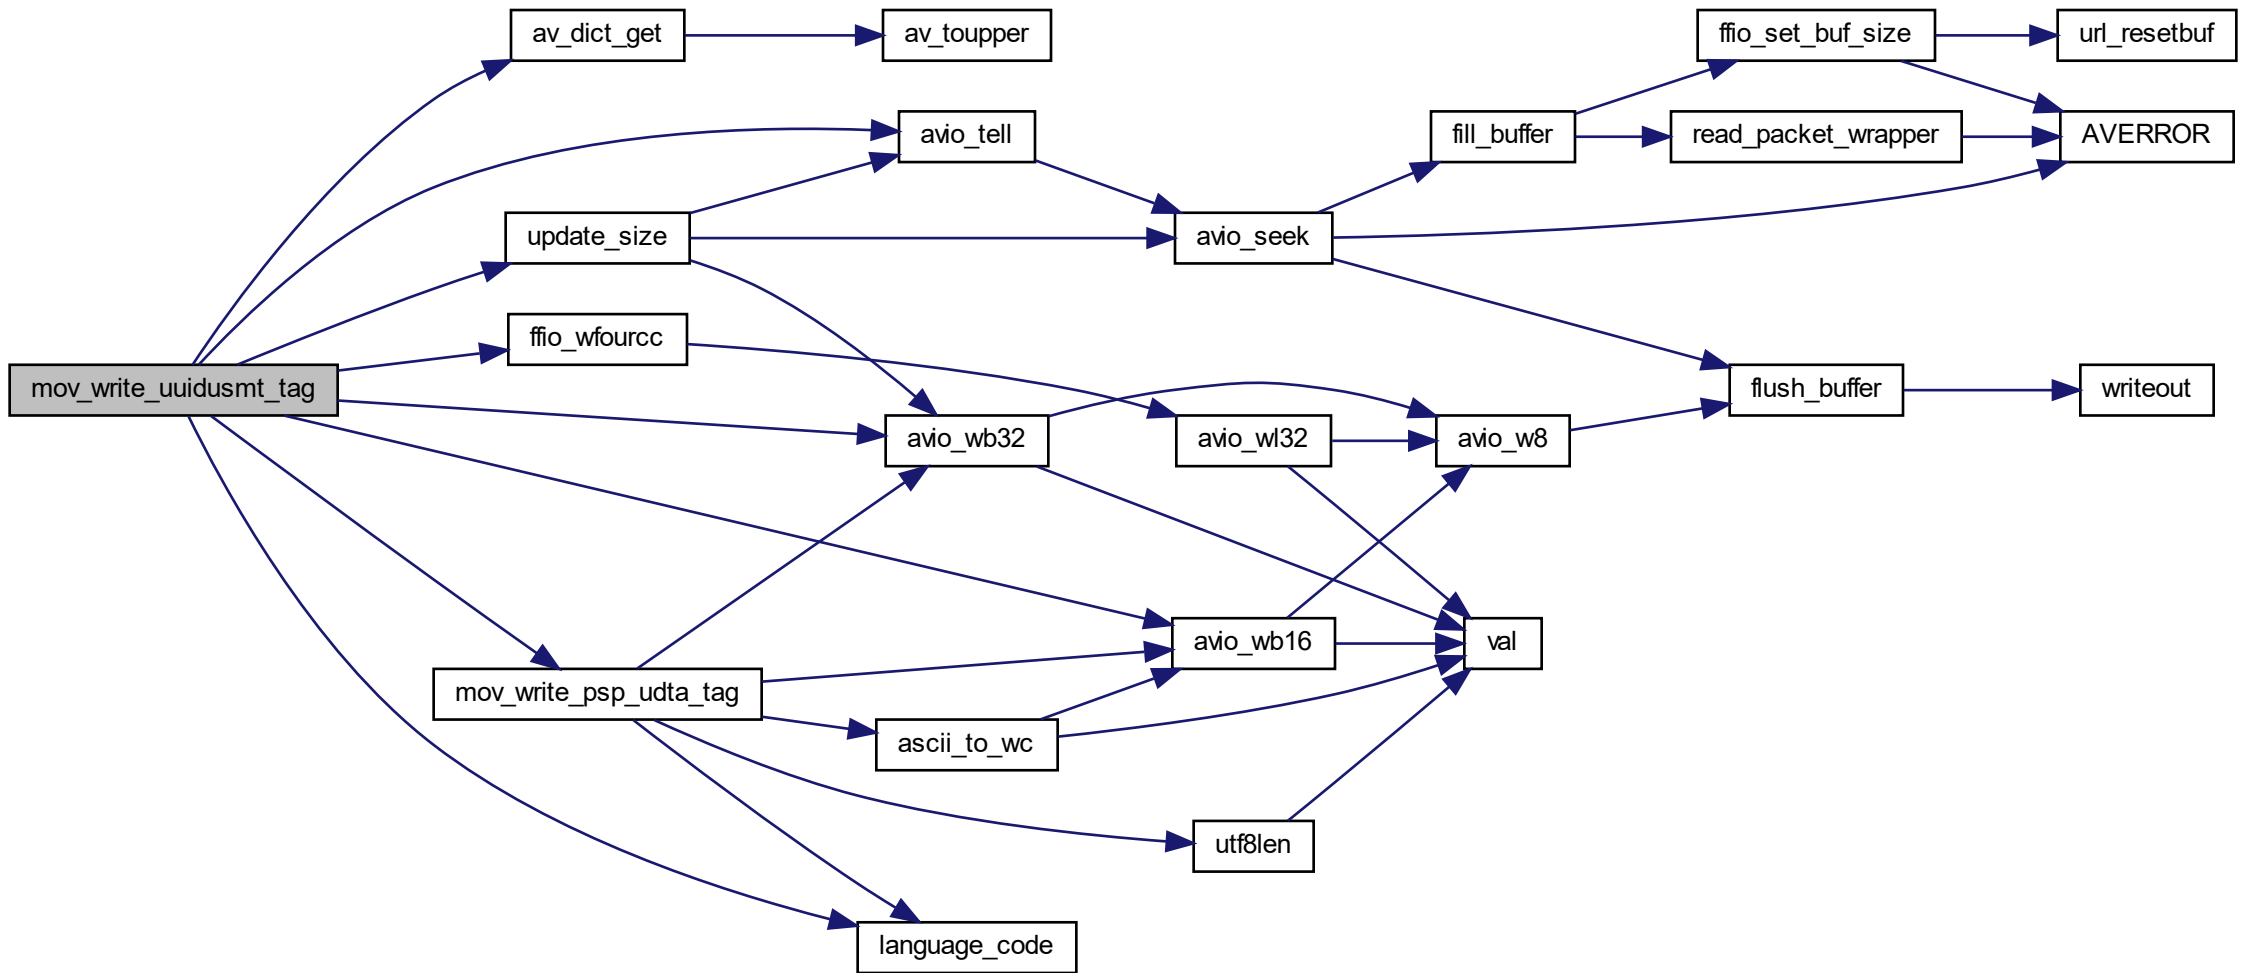 av_dict_get
av_toupper
ffio_set_buf_size
url_resetbuf
avio_tell
fill_buffer
read_packet_wrapper
AVERROR
update_size
avio_seek
ffio_wfourcc
mov_write_uuidusmt_tag
flush_buffer
writeout
avio_wb32
avio_wl32
avio_w8
avio_wb16
val
mov_write_psp_udta_tag
ascii_to_wc
utf8len
language_code